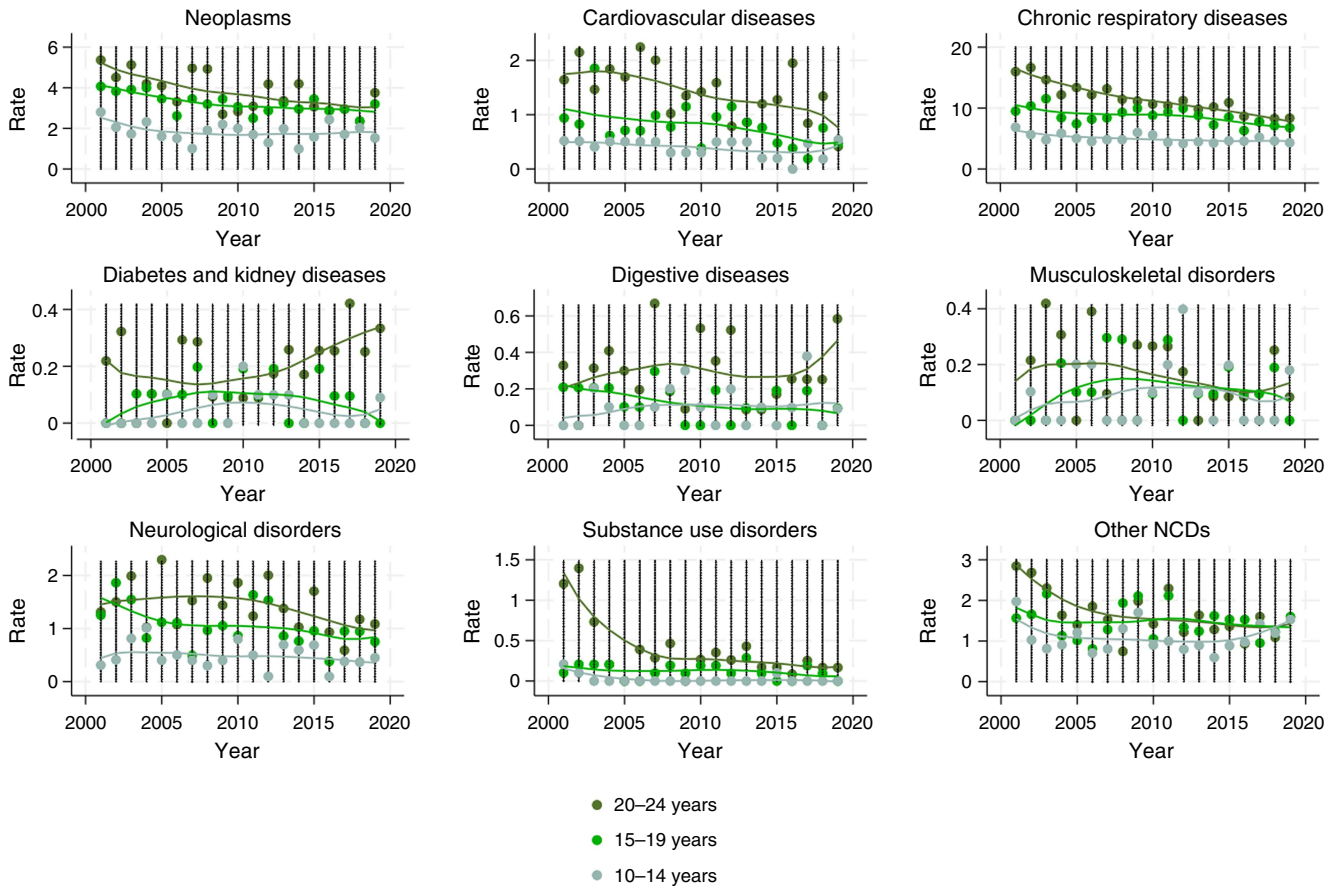 Neoplasms
Cardiovascular diseases
Chronic respiratory diseases
6
4
2
0
Rate
2000 2005 2010 2015 2020
Year
2
1
0
Rate
2000 2005 2010 2015 2020
Year
20
10
0
Rate
2000 2005 2010 2015 2020
Year
Diabetes and kidney diseases
Digestive diseases
Musculoskeletal disorders
0.4
0.2
0
Rate
2000 2005 2010 2015 2020
Year
0.6
0.4
0.2
0
Rate
2000 2005 2010 2015 2020
Year
0.4
0.2
0
Rate
2000 2005 2010 2015 2020
Year
Neurological disorders
Substance use disorders
Other NCDs
2
1
0
Rate
2000 2005 2010 2015 2020
Year
1.5
1
0.5
0
Rate
2000 2005 2010 2015 2020
Year
3
2
1
0
Rate
2000 2005 2010 2015 2020
Year
20–24 years
15–19 years
10–14 years